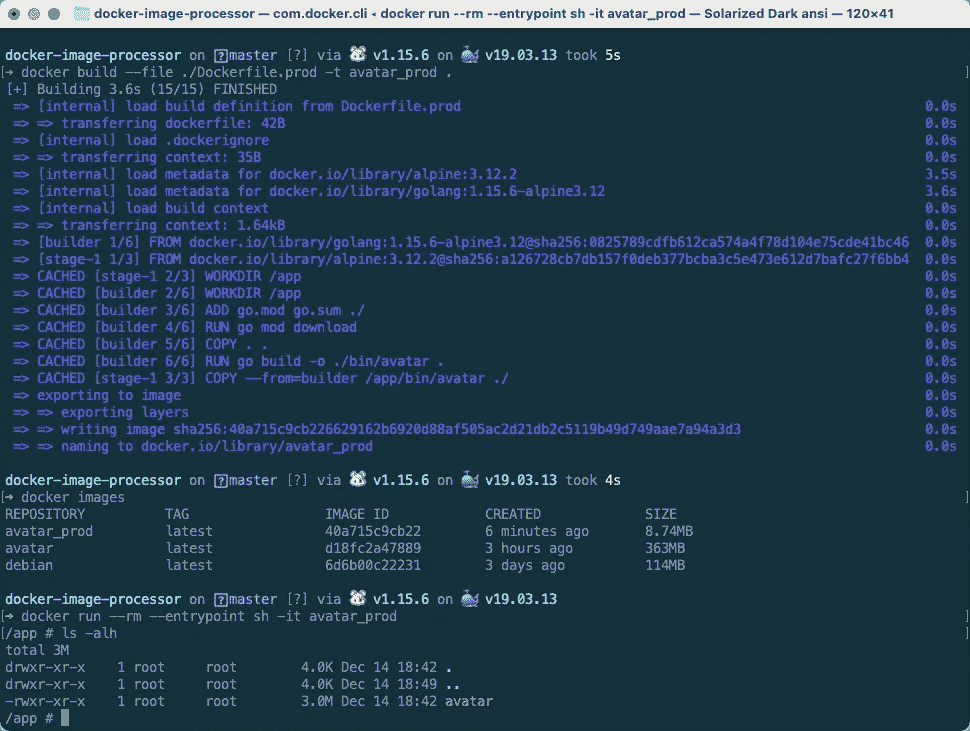 docker-image-processor — com.docker.cli ◂ docker run --rm --entrypoint sh -it avatar_prod — Solarized Dark ansi — 120×41
docker-image-processor on master [?] via 🐹 v1.15.6 on 🐳 v19.03.13 took 5s
[→ docker build --file ./Dockerfile.prod -t avatar_prod . ]
[+] Building 3.6s (15/15) FINISHED
=> [internal] load build definition from Dockerfile.prod 0.0s
=> => transferring dockerfile: 42B 0.0s
=> [internal] load .dockerignore 0.0s
=> => transferring context: 35B 0.0s
=> [internal] load metadata for docker.io/library/alpine:3.12.2 3.5s
=> [internal] load metadata for docker.io/library/golang:1.15.6-alpine3.12 3.6s
=> [internal] load build context 0.0s
=> => transferring context: 1.64kB 0.0s
=> [builder 1/6] FROM docker.io/library/golang:1.15.6-alpine3.12@sha256:0825789cdfb612ca574a4f78d104e75cde41bc46 0.0s
=> [stage-1 1/3] FROM docker.io/library/alpine:3.12.2@sha256:a126728cb7db157f0deb377bcba3c5e473e612d7bafc27f6bb4 0.0s
=> CACHED [stage-1 2/3] WORKDIR /app 0.0s
=> CACHED [builder 2/6] WORKDIR /app 0.0s
=> CACHED [builder 3/6] ADD go.mod go.sum ./ 0.0s
=> CACHED [builder 4/6] RUN go mod download 0.0s
=> CACHED [builder 5/6] COPY . . 0.0s
=> CACHED [builder 6/6] RUN go build -o ./bin/avatar . 0.0s
=> CACHED [stage-1 3/3] COPY --from=builder /app/bin/avatar ./ 0.0s
=> exporting to image 0.0s
=> => exporting layers 0.0s
=> => writing image sha256:40a715c9cb226629162b6920d88af505ac2d21db2c5119b49d749aae7a94a3d3 0.0s
=> => naming to docker.io/library/avatar_prod 0.0s
docker-image-processor on master [?] via 🐹 v1.15.6 on 🐳 v19.03.13 took 4s
[→ docker images ]
REPOSITORY TAG IMAGE ID CREATED SIZE
avatar_prod latest 40a715c9cb22 6 minutes ago 8.74MB
avatar latest d18fc2a47889 3 hours ago 363MB
debian latest 6d6b00c22231 3 days ago 114MB
docker-image-processor on master [?] via 🐹 v1.15.6 on 🐳 v19.03.13
[→ docker run --rm --entrypoint sh -it avatar_prod ]
[/app # ls -alh ]
total 3M
drwxr-xr-x 1 root root 4.0K Dec 14 18:42 .
drwxr-xr-x 1 root root 4.0K Dec 14 18:49 ..
-rwxr-xr-x 1 root root 3.0M Dec 14 18:42 avatar
/app #